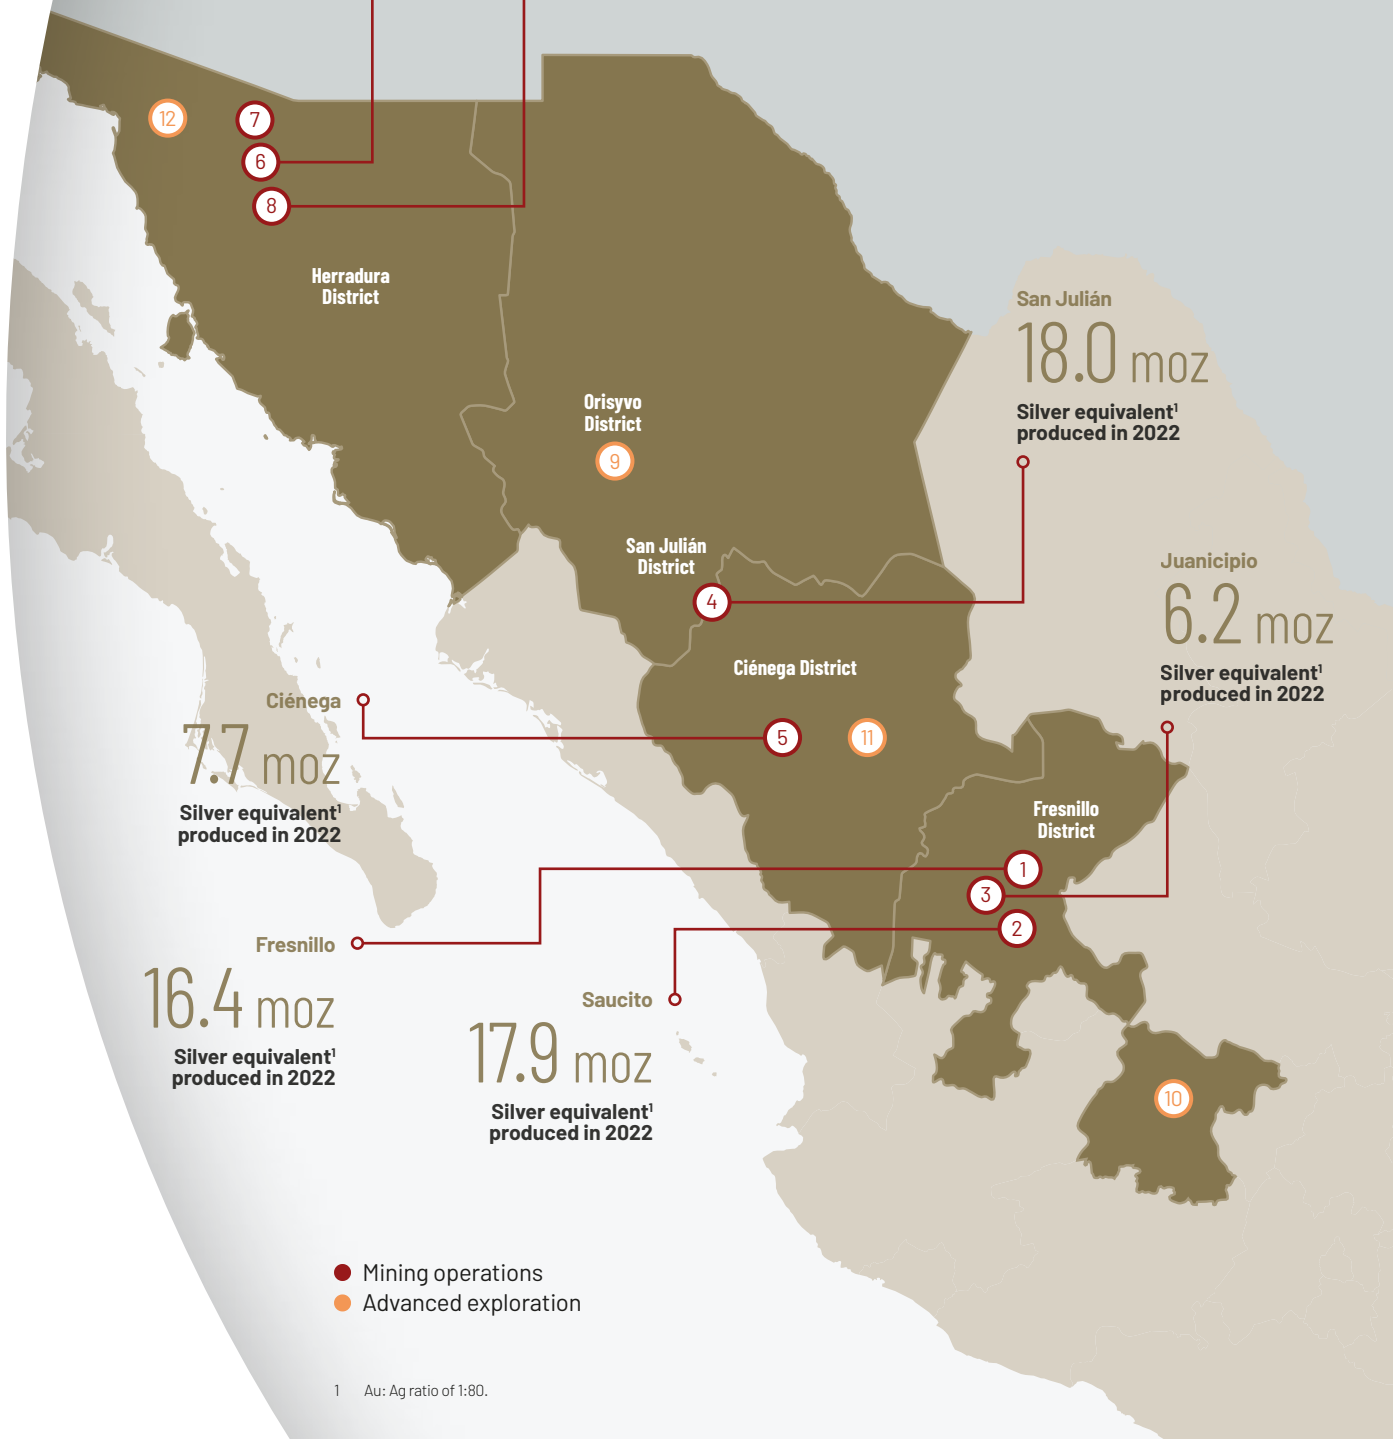 12
7
6
8
Herradura
District
San Julián
18.0 moz
Silver equivalent¹
produced in 2022
Orisyvo
District
9
San Julián
District
4
Juanicipio
6.2 moz
Silver equivalent¹
produced in 2022
Ciénega District
5
11
Ciénega
7.7 moz
Silver equivalent¹
produced in 2022
Fresnillo
District
1
3
2
Fresnillo
16.4 moz
Silver equivalent¹
produced in 2022
Saucito
17.9 moz
Silver equivalent¹
produced in 2022
10
Mining operations
Advanced exploration
1 Au: Ag ratio of 1:80.